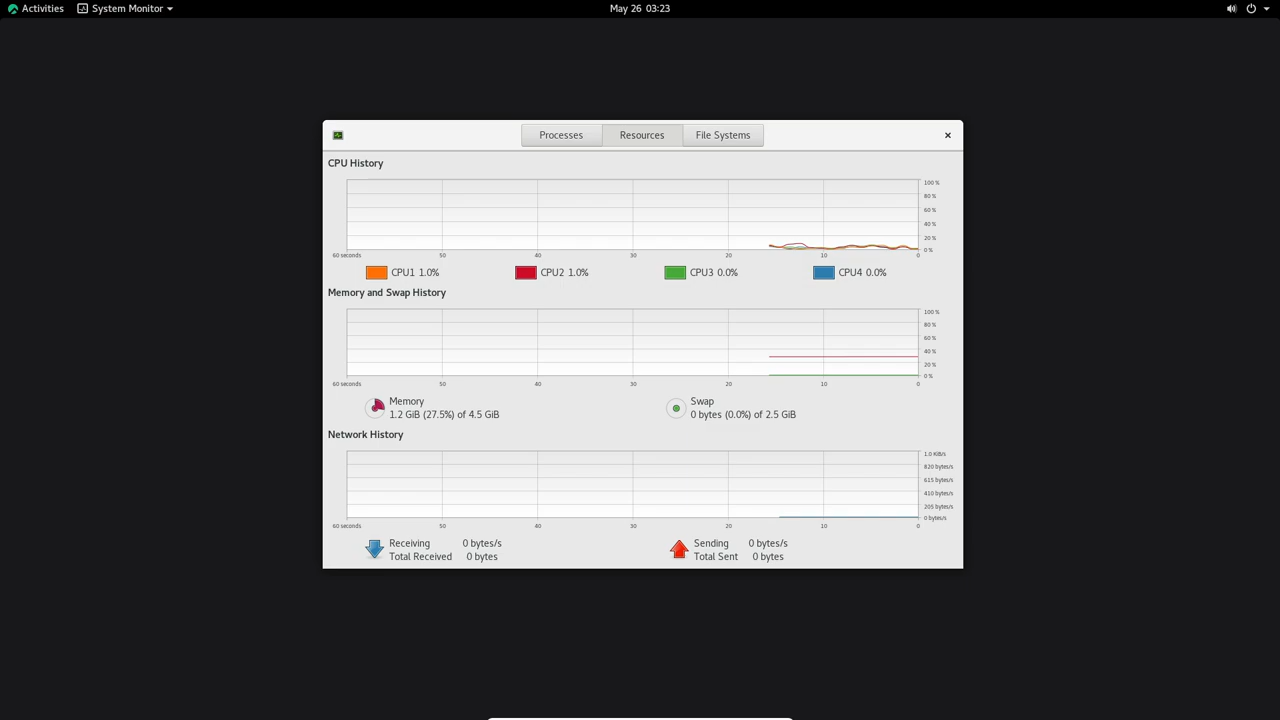 Activities System Monitor May 26 03:23
Processes Resources File Systems
CPU History
100 %
80 %
60 %
40 %
20 %
0 %
60 seconds 50 40 30 20 10 0
CPU1 1.0% CPU2 1.0% CPU3 0.0% CPU4 0.0%
Memory and Swap History
100 %
80 %
60 %
40 %
20 %
0 %
60 seconds 50 40 30 20 10 0
Memory Swap
1.2 GiB (27.5%) of 4.5 GiB 0 bytes (0.0%) of 2.5 GiB
Network History
1.0 KiB/s
820 bytes/s
615 bytes/s
410 bytes/s
205 bytes/s
0 bytes/s
60 seconds 50 40 30 20 10 0
Receiving 0 bytes/s Sending 0 bytes/s
Total Received 0 bytes Total Sent 0 bytes